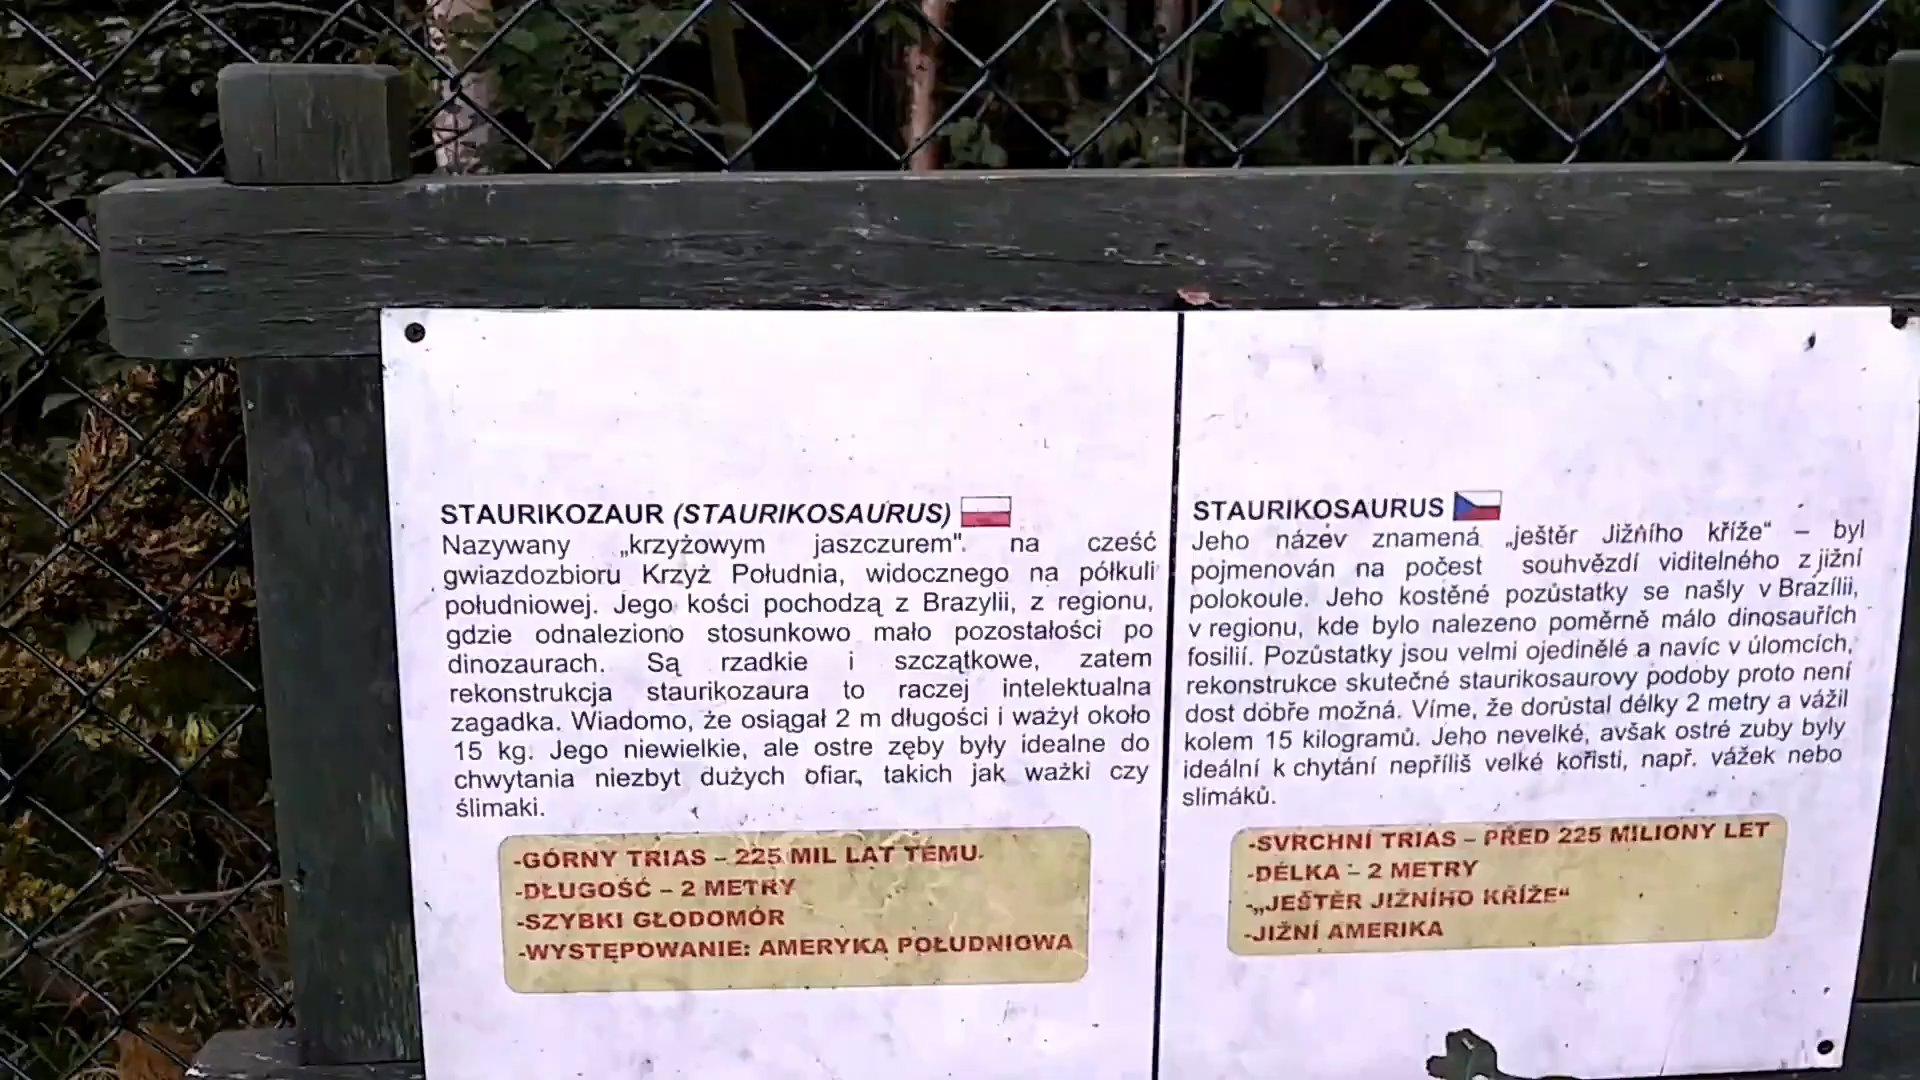 STAURIKOZAUR (STAURIKOSAURUS)
Nazywany „krzyżowym jaszczurem". na cześć
gwiazdozbioru Krzyż Południa, widocznego na półkuli
południowej. Jego kości pochodzą z Brazylii, z regionu,
gdzie odnaleziono stosunkowo mało pozostałości po
dinozaurach. Są rzadkie i szczątkowe, zatem
rekonstrukcja staurikozaura to raczej intelektualna
zagadka. Wiadomo, że osiągał 2 m długości i ważył około
15 kg. Jego niewielkie, ale ostre zęby były idealne do
chwytania niezbyt dużych ofiar, takich jak ważki czy
ślimaki.
-GÓRNY TRIAS – 225 MIL LAT TEMU
-DŁUGOŚĆ – 2 METRY
-SZYBKI GŁODOMÓR
-WYSTĘPOWANIE: AMERYKA POŁUDNIOWA
STAURIKOSAURUS
Jeho název znamená „ještěr Jižního kříže“ – byl
pojmenován na počest souhvězdí viditelného z jižní
polokoule. Jeho kostěné pozůstatky se našly v Brazílii,
v regionu, kde bylo nalezeno poměrně málo dinosauřích
fosilií. Pozůstatky jsou velmi ojedinělé a navíc v úlomcích,
rekonstrukce skutečné staurikosaurovy podoby proto není
dost dobře možná. Víme, že dorůstal délky 2 metry a vážil
kolem 15 kilogramů. Jeho nevelké, avšak ostré zuby byly
ideální k chytání nepříliš velké kořisti, např. vážek nebo
slimáků.
-SVRCHNÍ TRIAS – PŘED 225 MILIONY LET
-DÉLKA – 2 METRY
-„JEŠTĚR JIŽNÍHO KŘÍŽE“
-JIŽNÍ AMERIKA